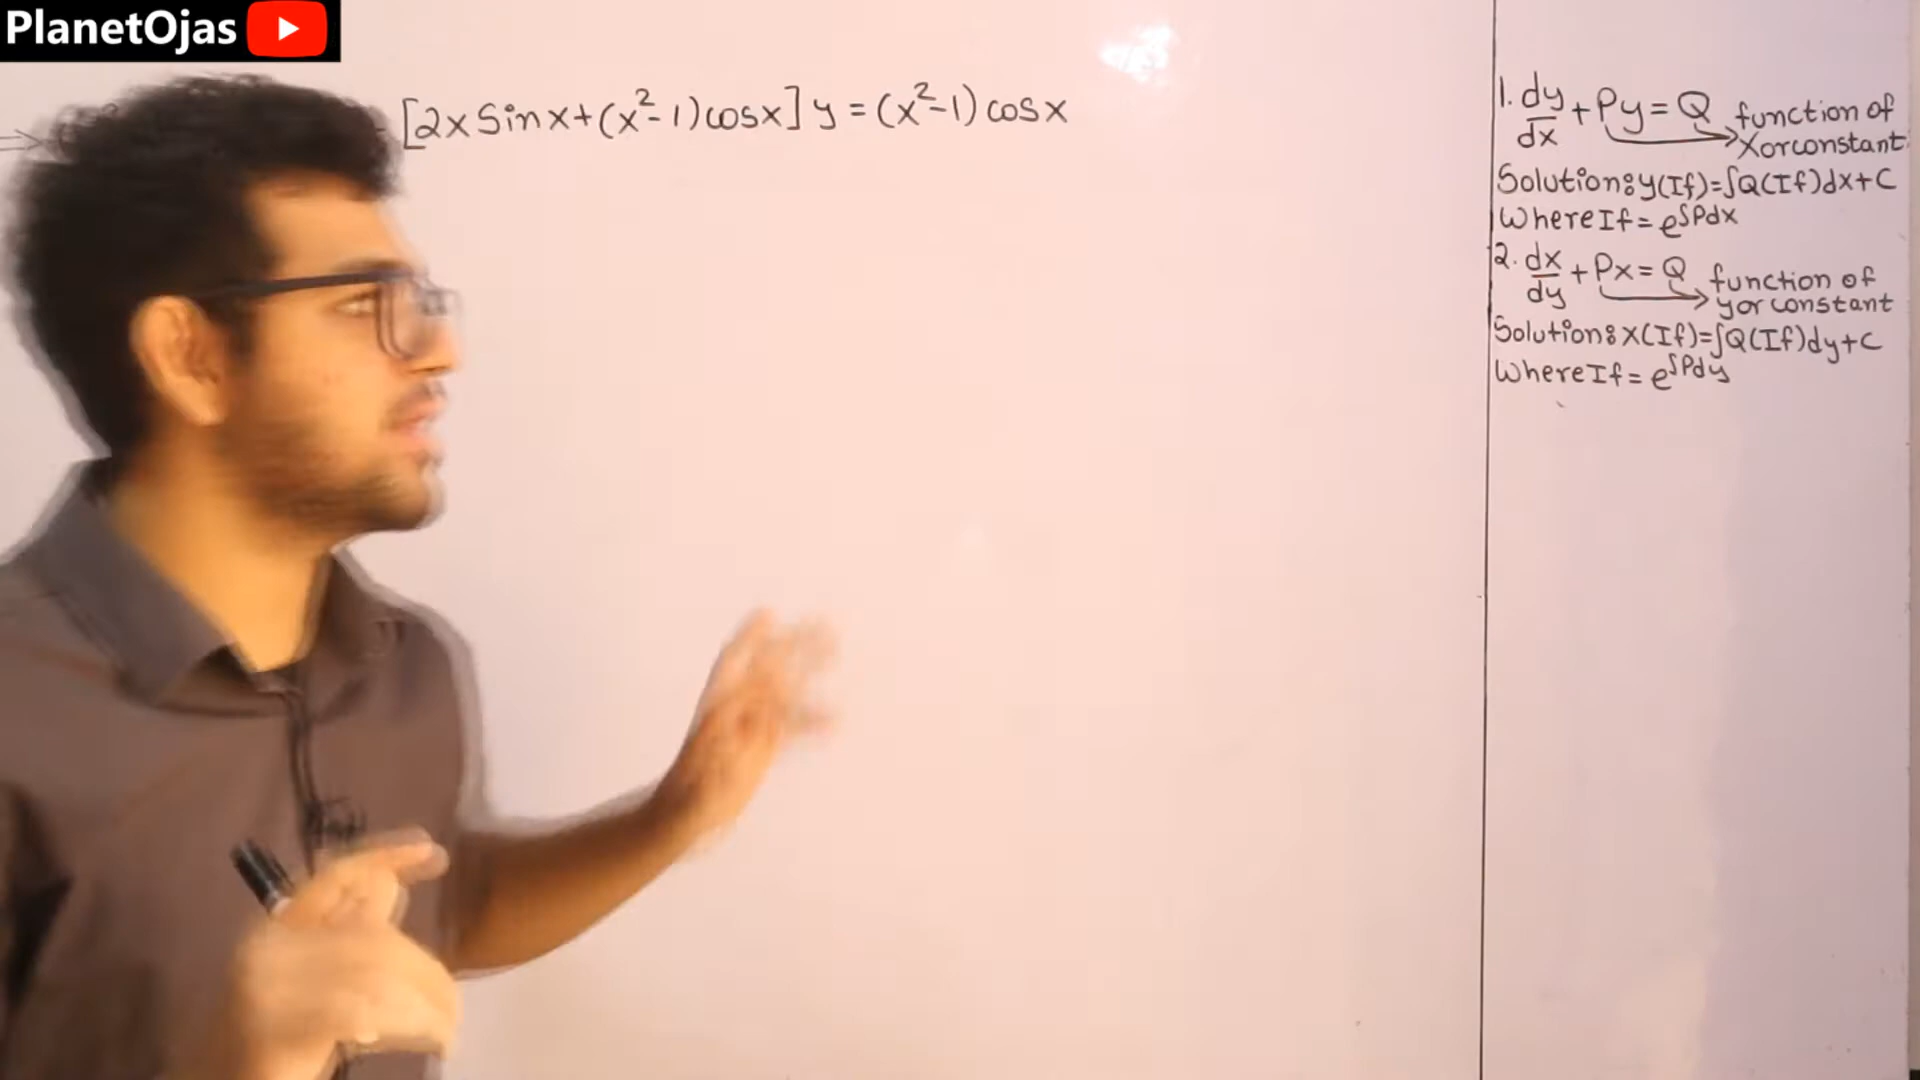 PlanetOjas
[2x sinx+(x²-1)cosx] y = (x²-1) cosx
1. dy/dx + Py = Q function of
x or constant
Solution: y(If)=∫Q(If)dx+C
Where If = e^∫Pdx
2. dx/dy + Px = Q function of
y or constant
Solution: x(If)=∫Q(If)dy+C
Where If = e^∫Pdy